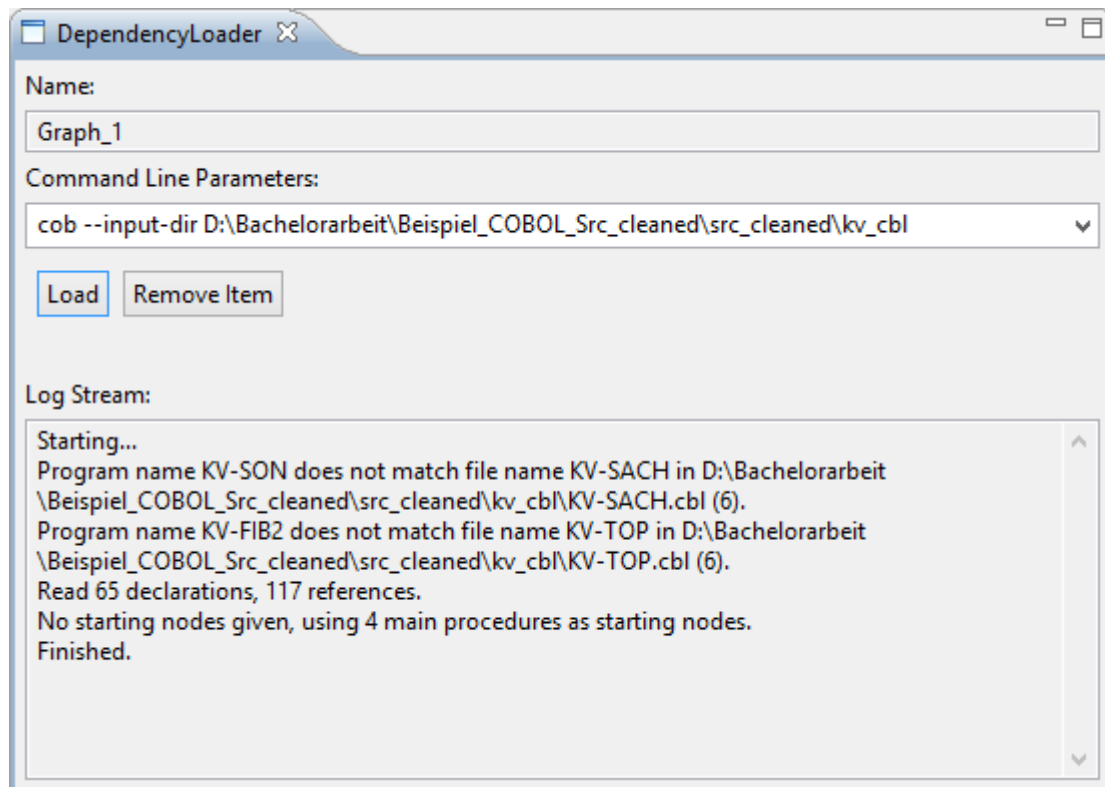 DependencyLoader
Name:
Graph_1
Command Line Parameters:
cob --input-dir D:\Bachelorarbeit\Beispiel_COBOL_Src_cleaned\src_cleaned\kv_cbl
Load Remove Item
Log Stream:
Starting...
Program name KV-SON does not match file name KV-SACH in D:\Bachelorarbeit
\Beispiel_COBOL_Src_cleaned\src_cleaned\kv_cbl\KV-SACH.cbl (6).
Program name KV-FIB2 does not match file name KV-TOP in D:\Bachelorarbeit
\Beispiel_COBOL_Src_cleaned\src_cleaned\kv_cbl\KV-TOP.cbl (6).
Read 65 declarations, 117 references.
No starting nodes given, using 4 main procedures as starting nodes.
Finished.